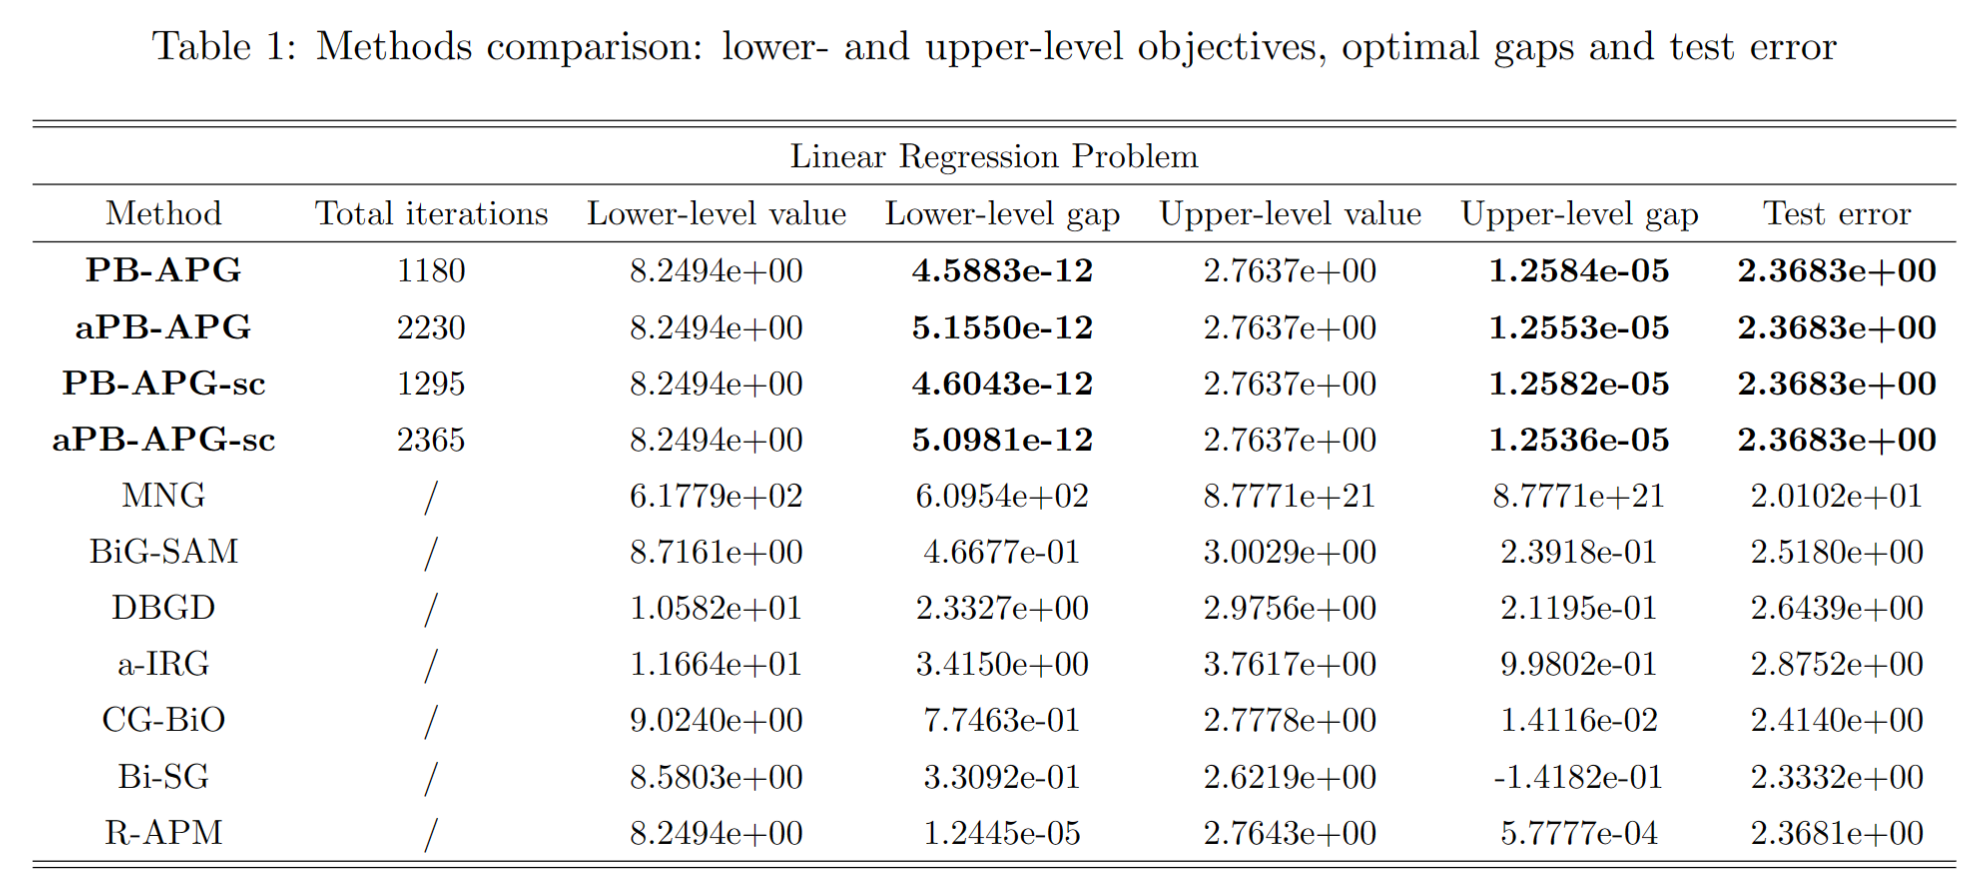 Table 1: Methods comparison: lower- and upper-level objectives, optimal gaps and test error
Linear Regression Problem
Method Total iterations Lower-level value Lower-level gap Upper-level value Upper-level gap Test error
PB-APG 1180 8.2494e+00 4.5883e-12 2.7637e+00 1.2584e-05 2.3683e+00
aPB-APG 2230 8.2494e+00 5.1550e-12 2.7637e+00 1.2553e-05 2.3683e+00
PB-APG-sc 1295 8.2494e+00 4.6043e-12 2.7637e+00 1.2582e-05 2.3683e+00
aPB-APG-sc 2365 8.2494e+00 5.0981e-12 2.7637e+00 1.2536e-05 2.3683e+00
MNG / 6.1779e+02 6.0954e+02 8.7771e+21 8.7771e+21 2.0102e+01
BiG-SAM / 8.7161e+00 4.6677e-01 3.0029e+00 2.3918e-01 2.5180e+00
DBGD / 1.0582e+01 2.3327e+00 2.9756e+00 2.1195e-01 2.6439e+00
a-IRG / 1.1664e+01 3.4150e+00 3.7617e+00 9.9802e-01 2.8752e+00
CG-BiO / 9.0240e+00 7.7463e-01 2.7778e+00 1.4116e-02 2.4140e+00
Bi-SG / 8.5803e+00 3.3092e-01 2.6219e+00 -1.4182e-01 2.3332e+00
R-APM / 8.2494e+00 1.2445e-05 2.7643e+00 5.7777e-04 2.3681e+00